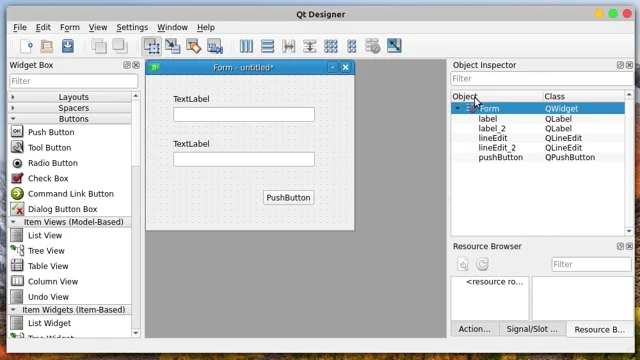 Qt Designer
File Edit Form View Settings Window Help
Widget Box
Filter
Layouts
Spacers
Buttons
Push Button
Tool Button
Radio Button
Check Box
Command Link Button
Dialog Button Box
Item Views (Model-Based)
List View
Tree View
Table View
Column View
Undo View
Item Widgets (Item-Based)
List Widget
Form - untitled*
TextLabel
TextLabel
PushButton
Object Inspector
Filter
Object Class
Form QWidget
label QLabel
label_2 QLabel
lineEdit QLineEdit
lineEdit_2 QLineEdit
pushButton QPushButton
Resource Browser
Filter
<resource ro...
Action... Signal/Slot ... Resource B...